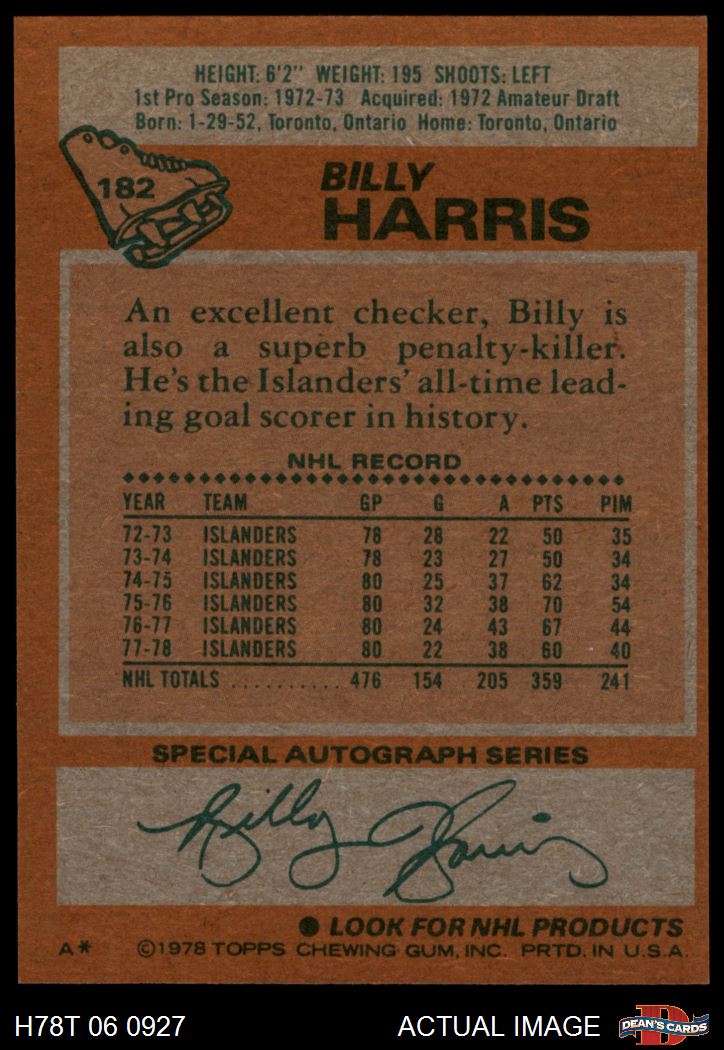 HEIGHT: 6'2" WEIGHT: 195 SHOOTS: LEFT
1st Pro Season: 1972-73 Acquired: 1972 Amateur Draft
Born: 1-29-52, Toronto, Ontario Home: Toronto, Ontario
182
BILLY
HARRIS
An excellent checker, Billy is
also a superb penalty-killer.
He's the Islanders' all-time lead-
ing goal scorer in history.
NHL RECORD
YEAR TEAM GP G A PTS PIM
72-73 ISLANDERS 78 28 22 50 35
73-74 ISLANDERS 78 23 27 50 34
74-75 ISLANDERS 80 25 37 62 34
75-76 ISLANDERS 80 32 38 70 54
76-77 ISLANDERS 80 24 43 67 44
77-78 ISLANDERS 80 22 38 60 40
NHL TOTALS .......... 476 154 205 359 241
SPECIAL AUTOGRAPH SERIES
Billy Harris
● LOOK FOR NHL PRODUCTS
A* ©1978 TOPPS CHEWING GUM, INC. PRTD. IN U.S.A.
H78T 06 0927 ACTUAL IMAGE D DEAN'S CARDS